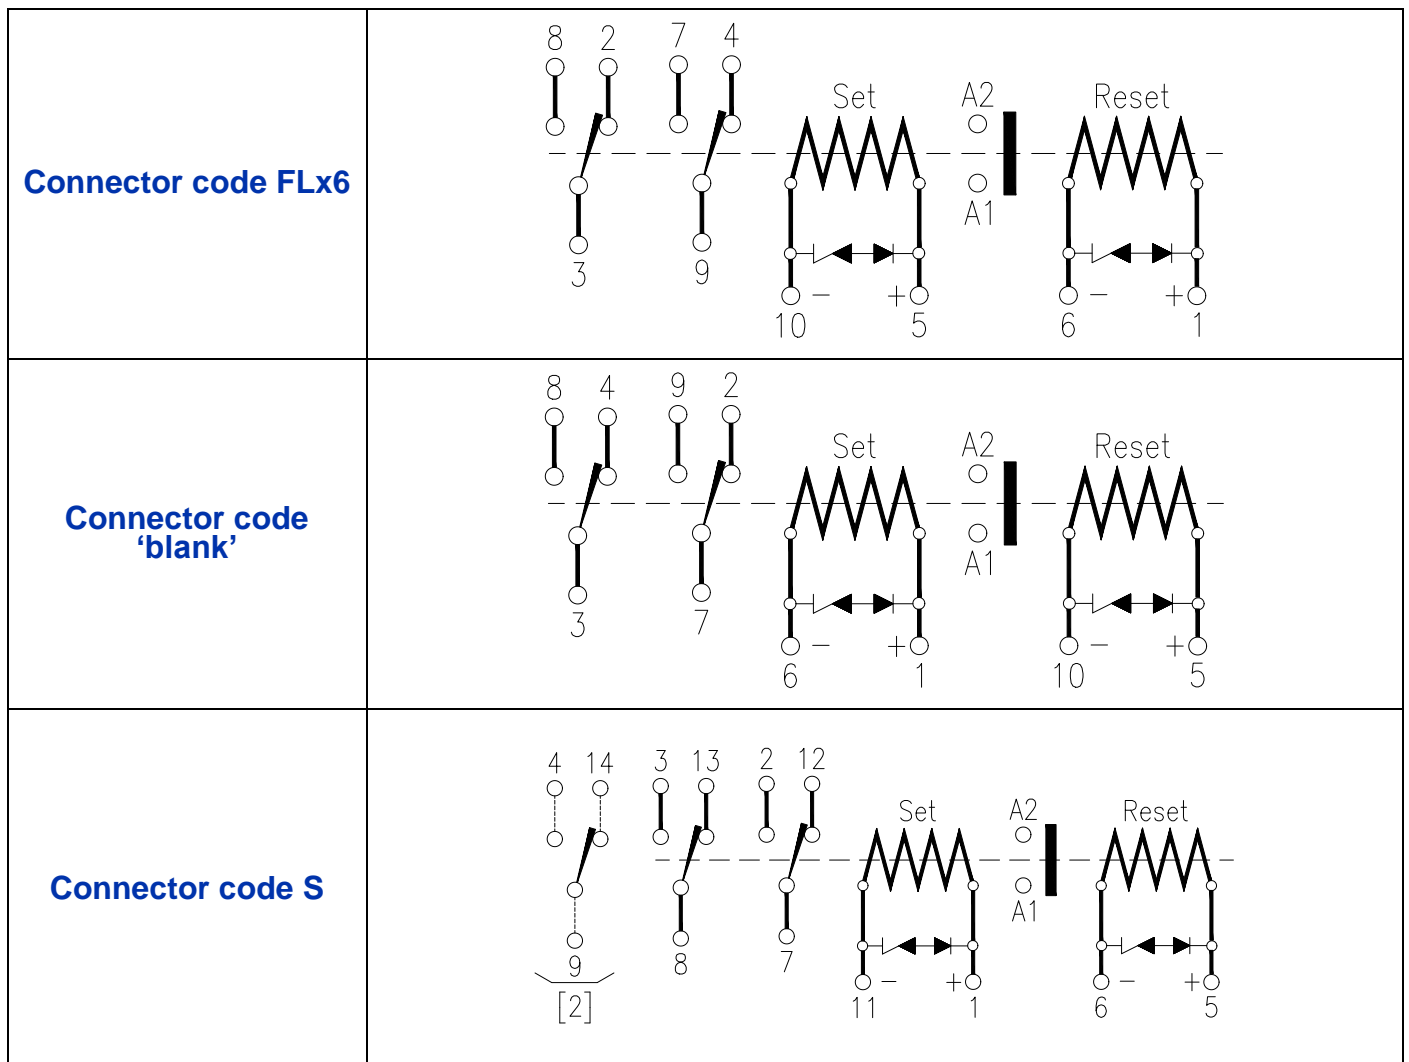 Connector code FLx6
8 2 7 4
Set A2 Reset
A1
3 9
10 − + 5 6 − + 1
Connector code
‘blank’
8 4 9 2
Set A2 Reset
A1
3 7
6 − + 1 10 − + 5
Connector code S
4 14 3 13 2 12
Set A2 Reset
A1
9 8 7
[2]
11 − + 1 6 − + 5